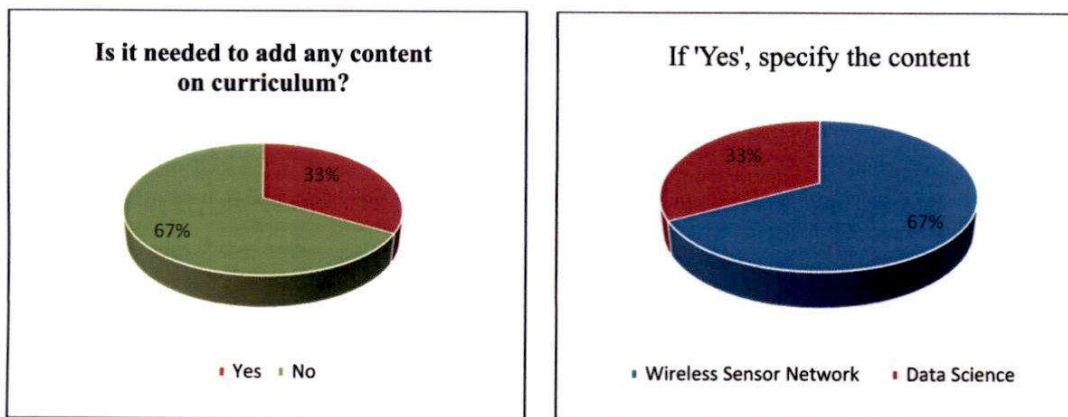 Is it needed to add any content
on curriculum?
33%
67%
Yes No
If 'Yes', specify the content
33%
67%
Wireless Sensor Network Data Science